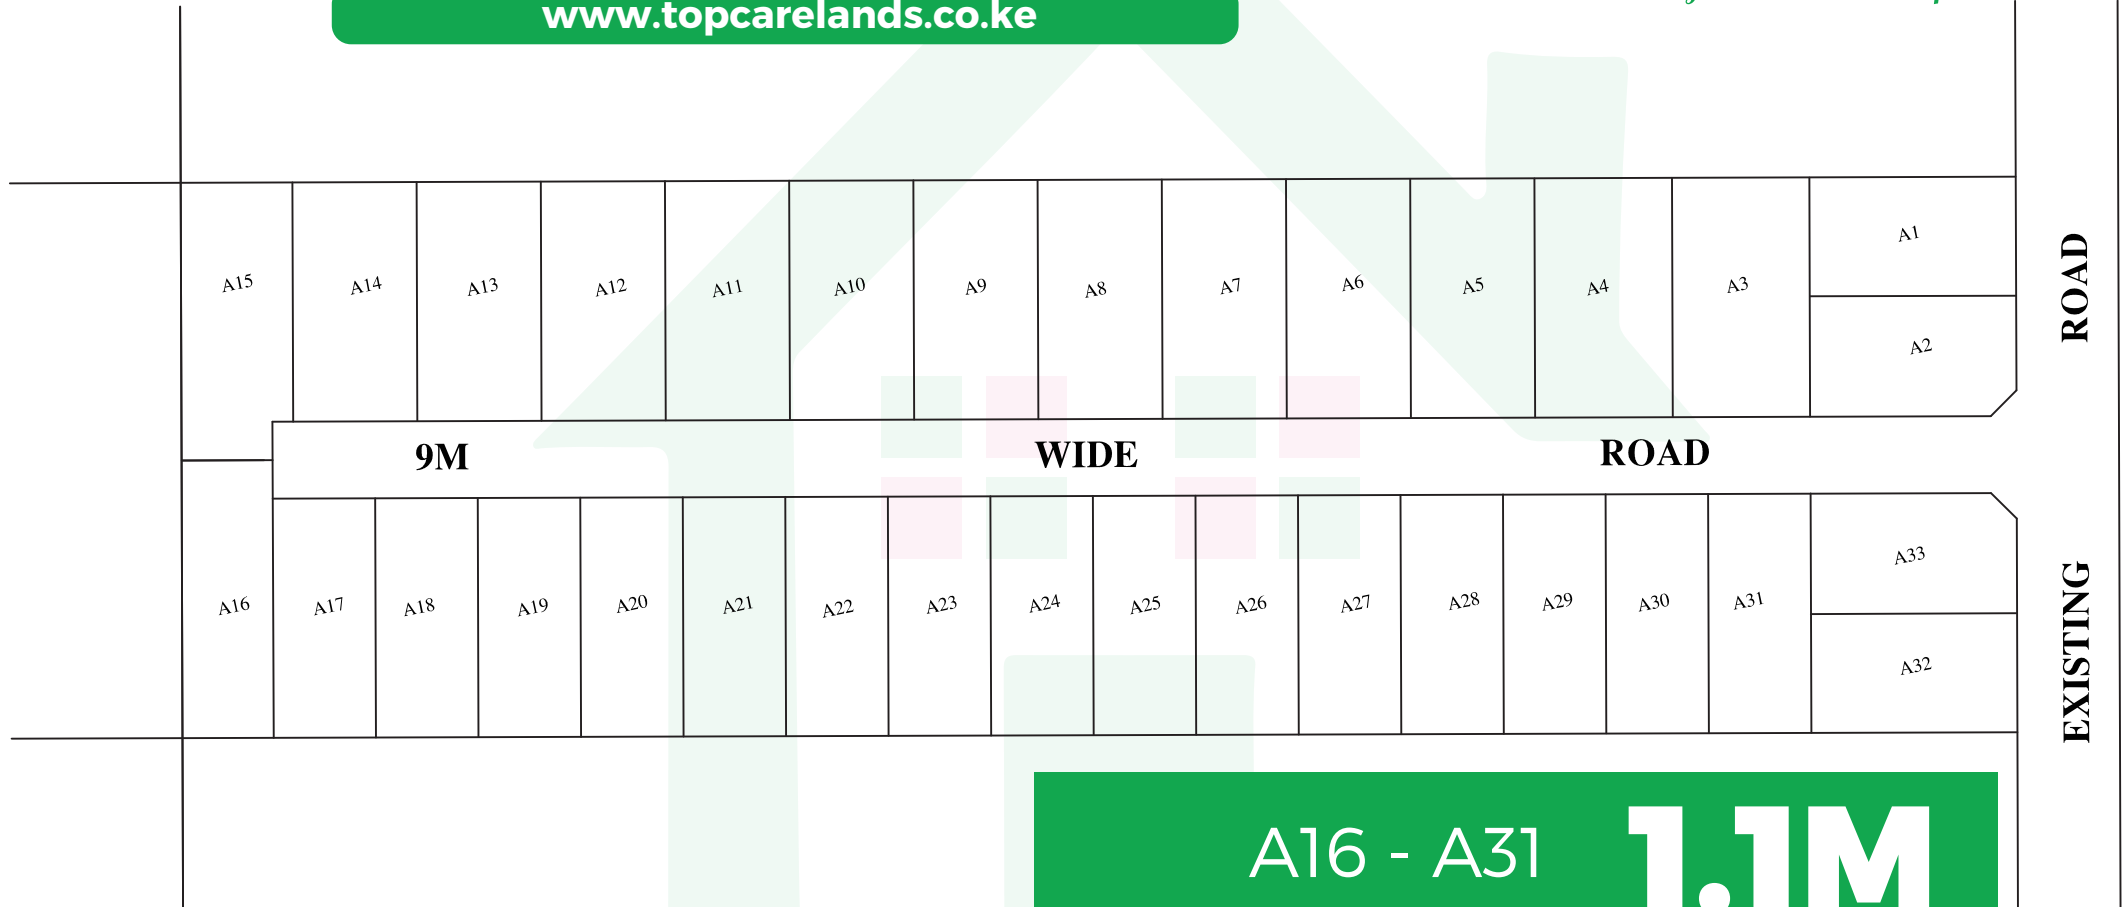 www.topcarelands.co.ke
A1
A15
A14
A13
A12
A11
A10
A9
A8
A7
A6
A5
A4
A3
A2
ROAD
9M WIDE ROAD
A33
A16
A17
A18
A19
A20
A21
A22
A23
A24
A25
A26
A27
A28
A29
A30
A31
A32
EXISTING
A16 - A31 1.1M